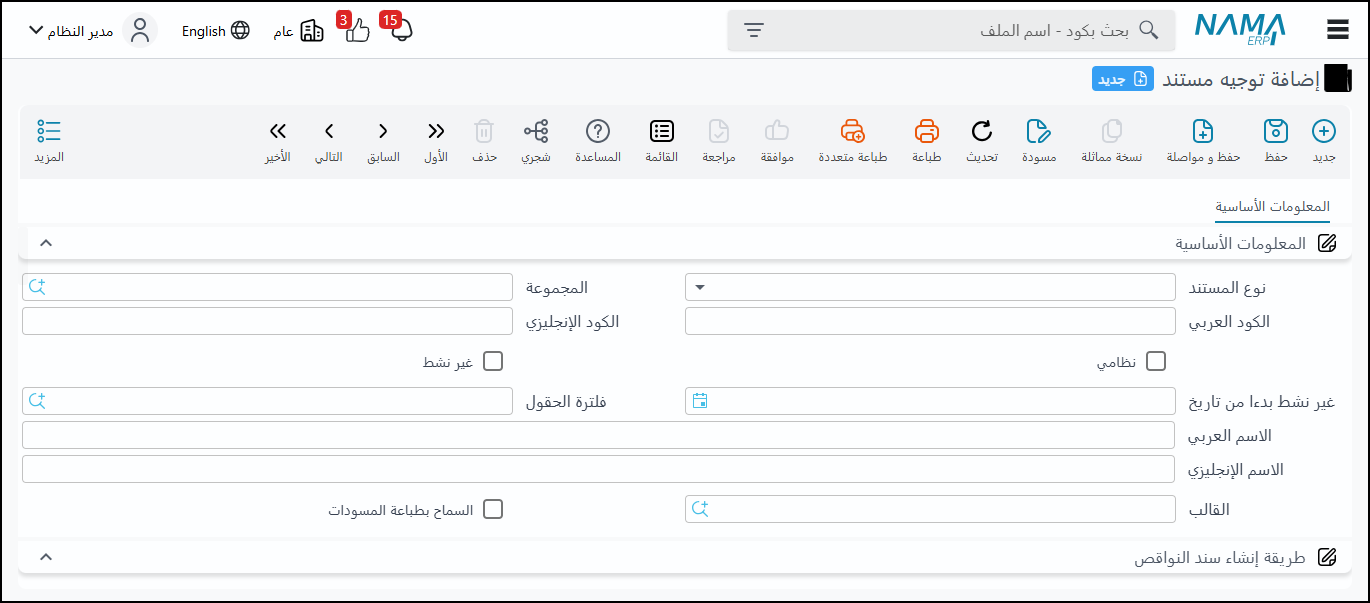 NAMA ERP
بحث بكود - اسم الملف
15
3
عام
English
مدير النظام
إضافة توجيه مستند جديد
جديد حفظ حفظ و مواصلة نسخة مماثلة مسودة تحديث طباعة طباعة متعددة موافقة مراجعة القائمة المساعدة شجري حذف الأول السابق التالي الأخير المزيد
المعلومات الأساسية
المعلومات الأساسية
نوع المستند المجموعة
الكود العربي الكود الإنجليزي
نظامي غير نشط
غير نشط بدءا من تاريخ فلترة الحقول
الاسم العربي
الاسم الإنجليزي
القالب السماح بطباعة المسودات
طريقة إنشاء سند النواقص